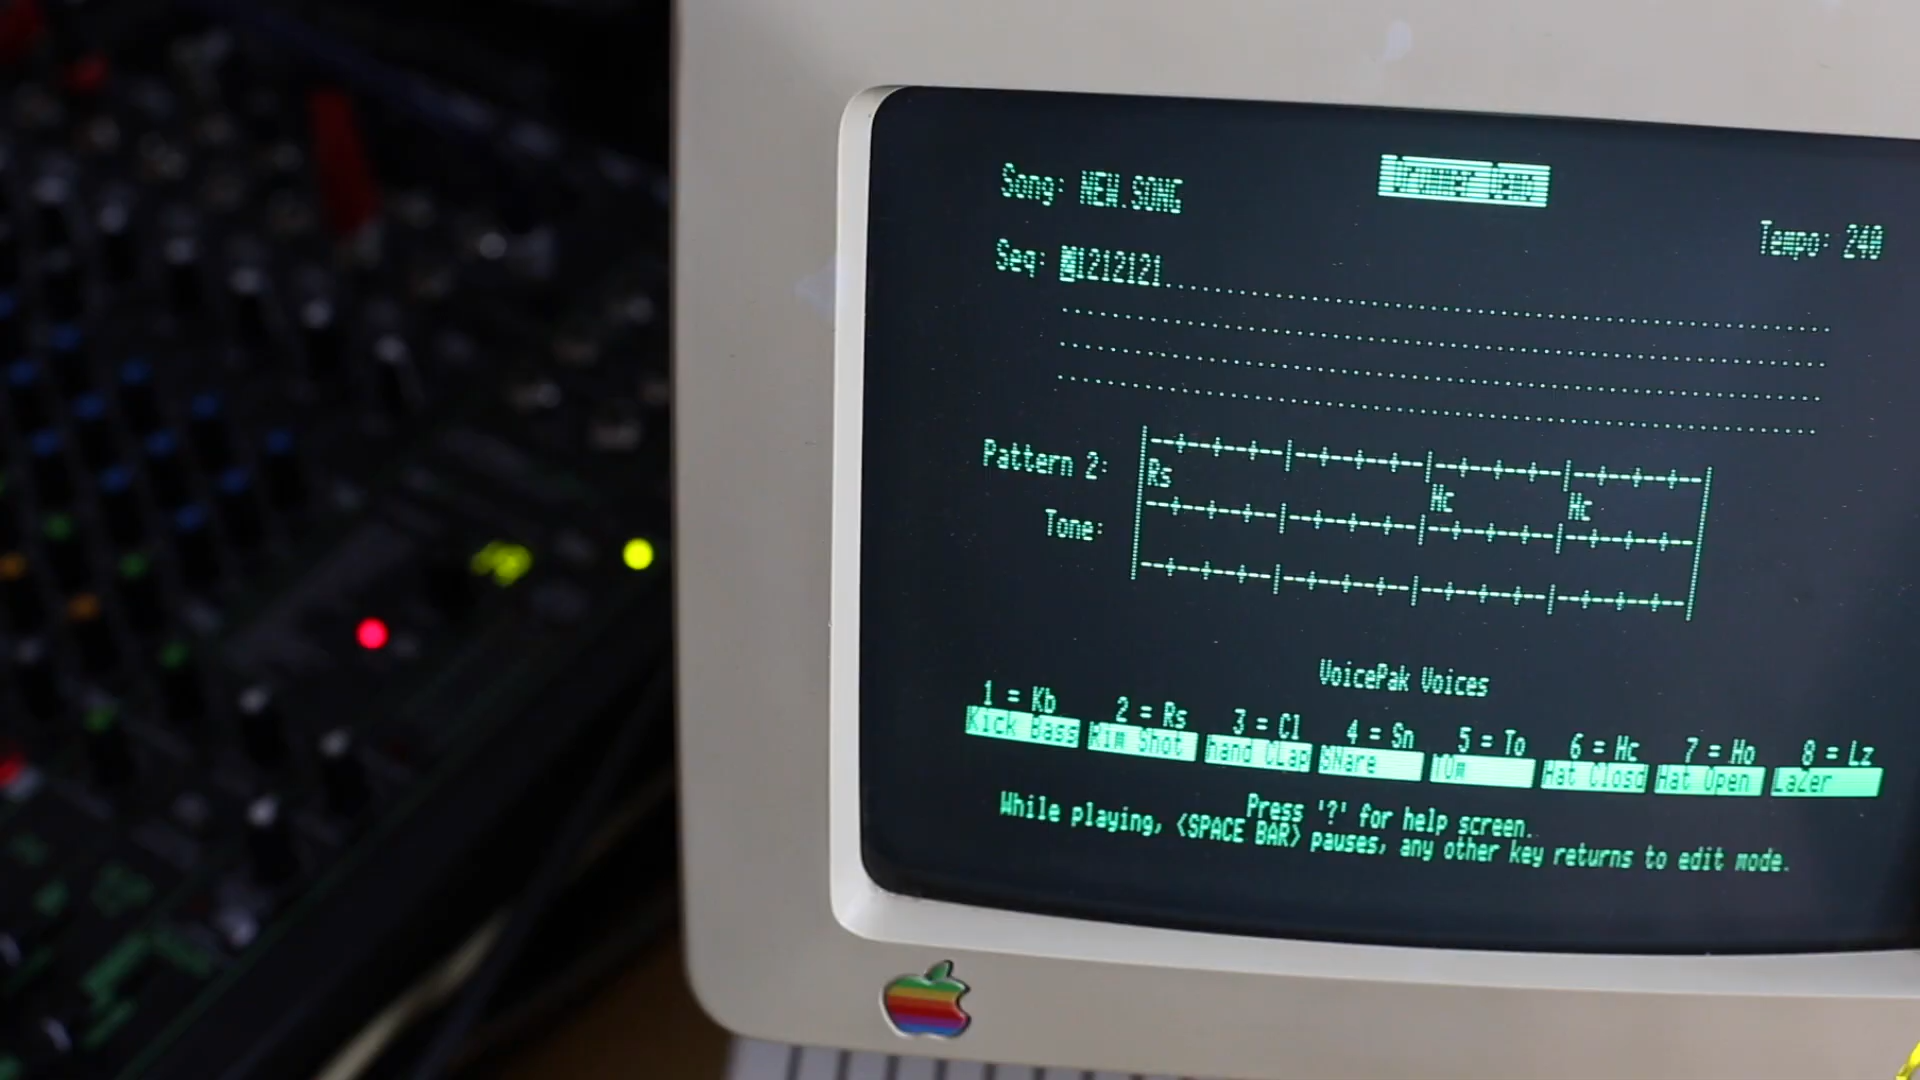 Song: NEW.SONG
Tempo: 240
Seq: 1212121
Pattern 2:
Rs
Hc
Hc
Tone:
VoicePak Voices
1 = Kb 2 = Rs 3 = Cl 4 = Sn 5 = To 6 = Hc 7 = Ho 8 = Lz
Kick Bass Rim Shot hand CLap SNare TOm Hat Closd Hat Open LaZer
Press '?' for help screen.
While playing, <SPACE BAR> pauses, any other key returns to edit mode.